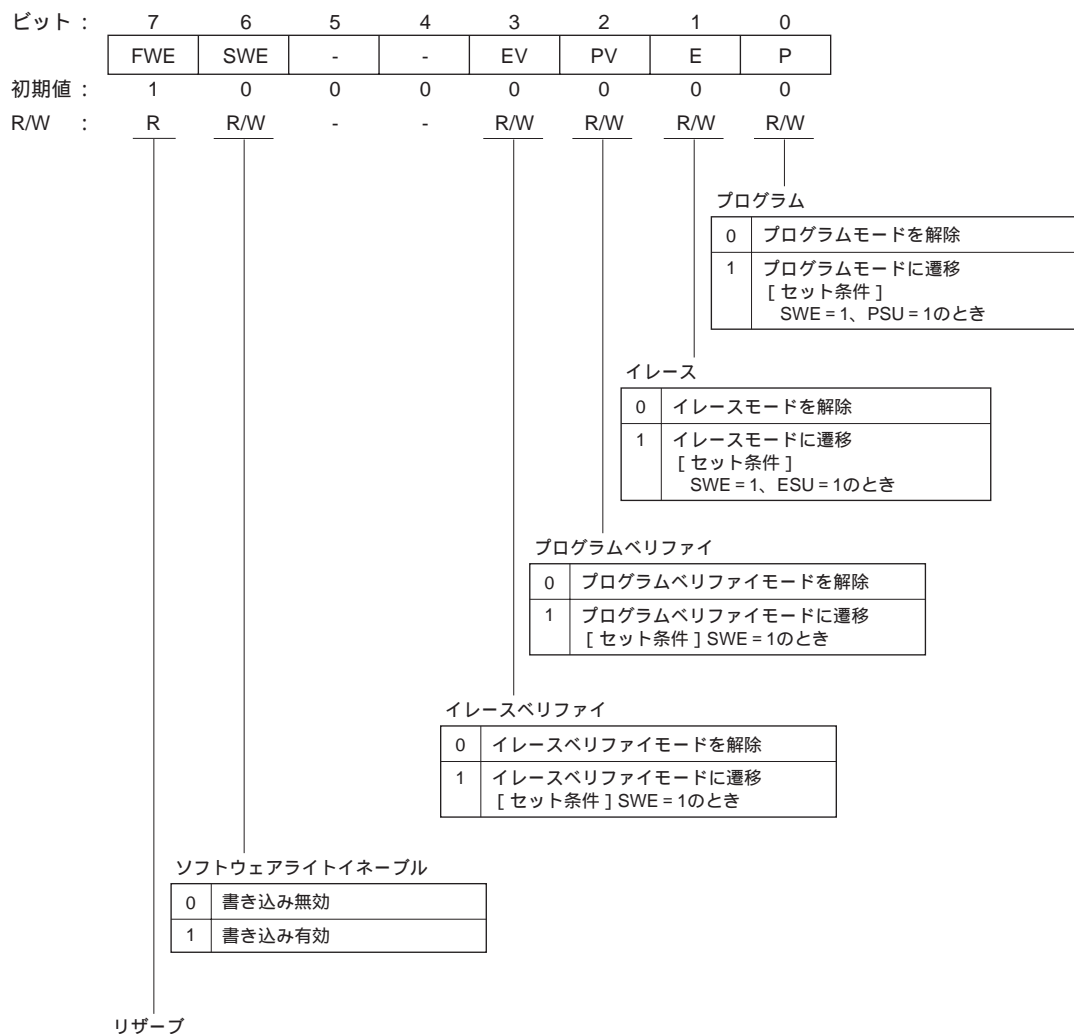 ビット : 7 6 5 4 3 2 1 0
FWE SWE - - EV PV E P
初期値 : 1 0 0 0 0 0 0 0
R/W : R R/W - - R/W R/W R/W R/W
プログラム
0 プログラムモードを解除
1 プログラムモードに遷移
[ セット条件 ]
SWE = 1、PSU = 1のとき
イレース
0 イレースモードを解除
1 イレースモードに遷移
[ セット条件 ]
SWE = 1、ESU = 1のとき
プログラムベリファイ
0 プログラムベリファイモードを解除
1 プログラムベリファイモードに遷移
[ セット条件 ] SWE = 1のとき
イレースベリファイ
0 イレースベリファイモードを解除
1 イレースベリファイモードに遷移
[ セット条件 ] SWE = 1のとき
ソフトウェアライトイネーブル
0 書き込み無効
1 書き込み有効
リザーブ